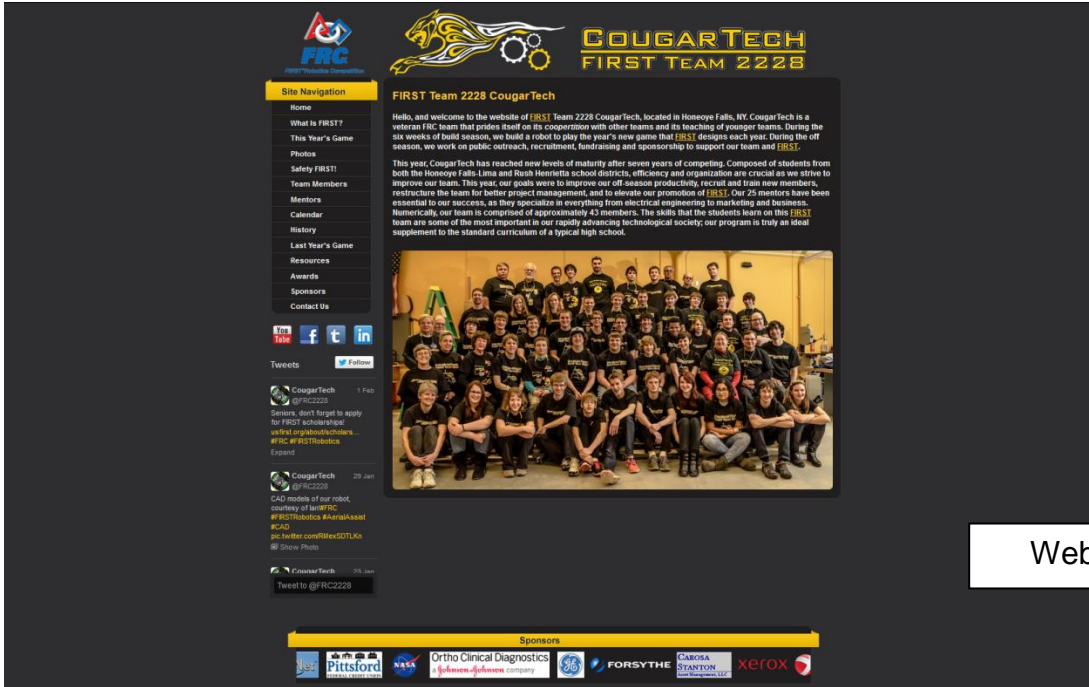 FRC
FIRST Robotics Competition
COUGARTECH
FIRST TEAM 2228
Site Navigation
Home
What Is FIRST?
This Year's Game
Photos
Safety FIRST!
Team Members
Mentors
Calendar
History
Last Year's Game
Resources
Awards
Sponsors
Contact Us
You
Tube
f t in
Tweets
Follow
CougarTech 1 Feb
@FRC2228
Seniors, don't forget to apply
for FIRST scholarships!
usfirst.org/about/scholars...
#FRC #FIRSTRobotics
Expand
CougarTech 29 Jan
@FRC2228
CAD models of our robot,
courtesy of Ian#FRC
#FIRSTRobotics #AerialAssist
#CAD
Show Photo
CougarTech 23 Jan
Tweet to @FRC2228
FIRST Team 2228 CougarTech
Hello, and welcome to the website of FIRST Team 2228 CougarTech, located in Honeoye Falls, NY. CougarTech is a
veteran FRC team that prides itself on its coopertition with other teams and its teaching of younger teams. During the
six weeks of build season, we build a robot to play the year's new game that FIRST designs each year. During the off
season, we work on public outreach, recruitment, fundraising and sponsorship to support our team and FIRST.
This year, CougarTech has reached new levels of maturity after seven years of competing. Composed of students from
both the Honeoye Falls-Lima and Rush Henrietta school districts, efficiency and organization are crucial as we strive to
improve our team. This year, our goals were to improve our off-season productivity, recruit and train new members,
restructure the team for better project management, and to elevate our promotion of FIRST. Our 25 mentors have been
essential to our success, as they specialize in everything from electrical engineering to marketing and business.
Numerically, our team is comprised of approximately 43 members. The skills that the students learn on this FIRST
team are some of the most important in our rapidly advancing technological society; our program is truly an ideal
supplement to the standard curriculum of a typical high school.
Web
Sponsors
Pittsford
FEDERAL CREDIT UNION
NASA
Ortho Clinical Diagnostics
a Johnson & Johnson company
FORSYTHE
CAROSA
STANTON
Asset Management, LLC
xerox